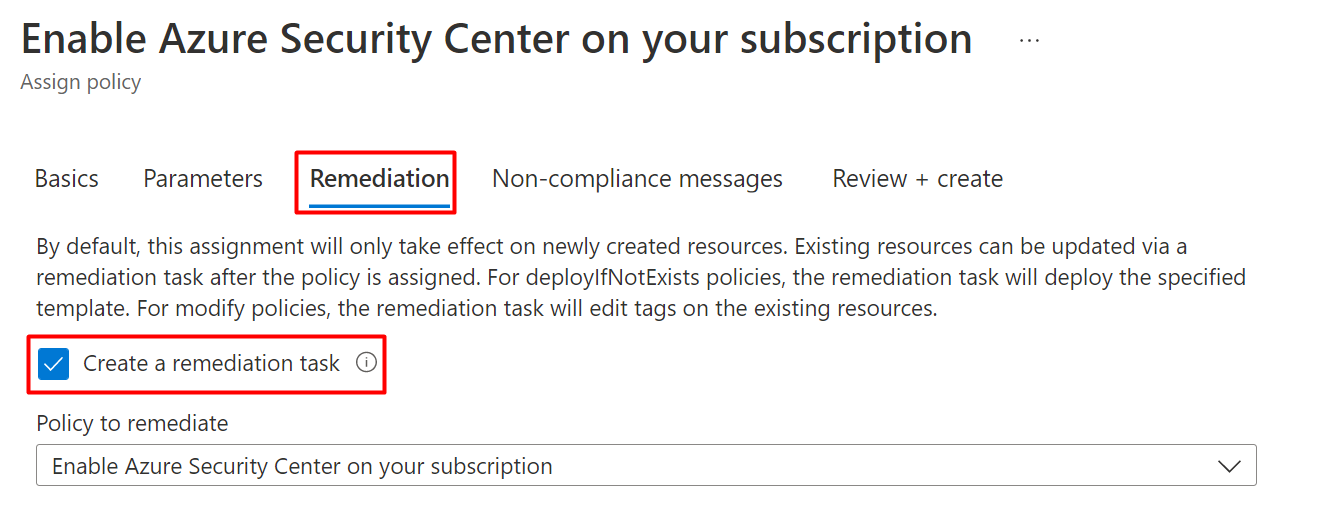 Enable Azure Security Center on your subscription ...
Assign policy
Basics Parameters Remediation Non-compliance messages Review + create
By default, this assignment will only take effect on newly created resources. Existing resources can be updated via a
remediation task after the policy is assigned. For deployIfNotExists policies, the remediation task will deploy the specified
template. For modify policies, the remediation task will edit tags on the existing resources.
Create a remediation task
Policy to remediate
Enable Azure Security Center on your subscription